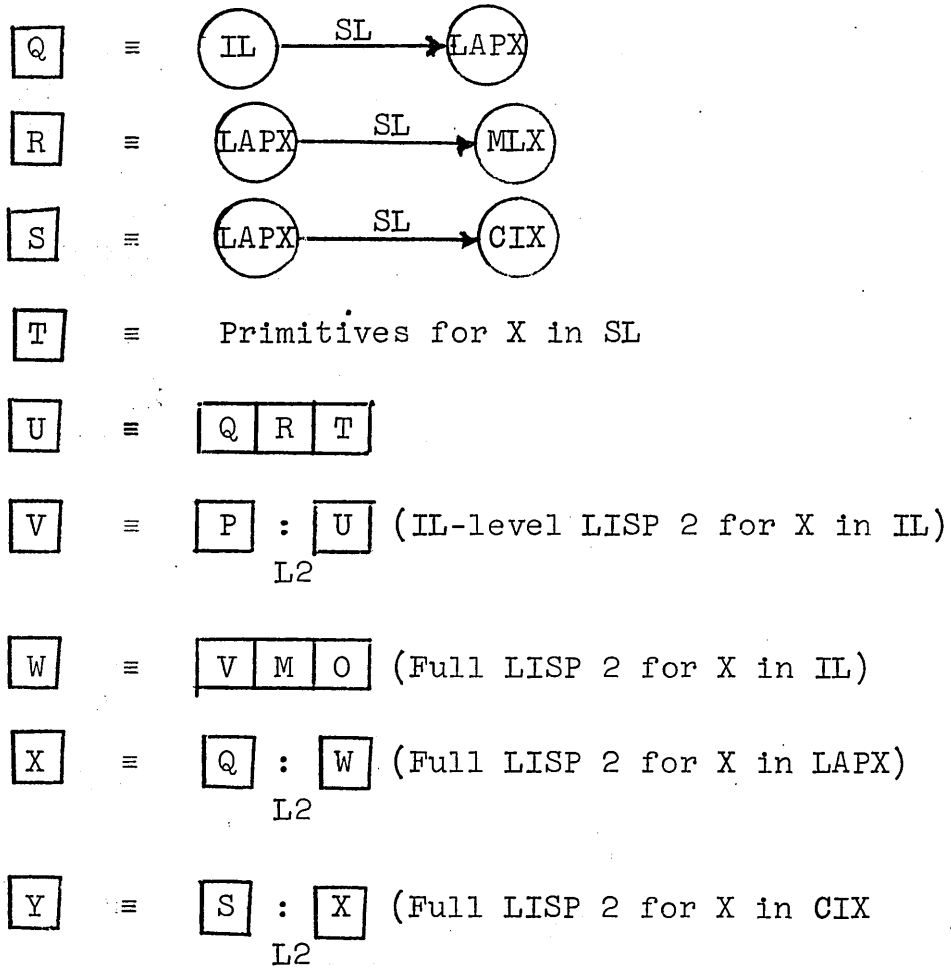 Q ≡ IL SL LAPX
R ≡ LAPX SL MLX
S ≡ LAPX SL CIX
T ≡ Primitives for X in SL
U ≡ Q R T
V ≡ P : U (IL-level LISP 2 for X in IL)
L2
W ≡ V M O (Full LISP 2 for X in IL)
X ≡ Q : W (Full LISP 2 for X in LAPX)
L2
Y ≡ S : X (Full LISP 2 for X in CIX
L2